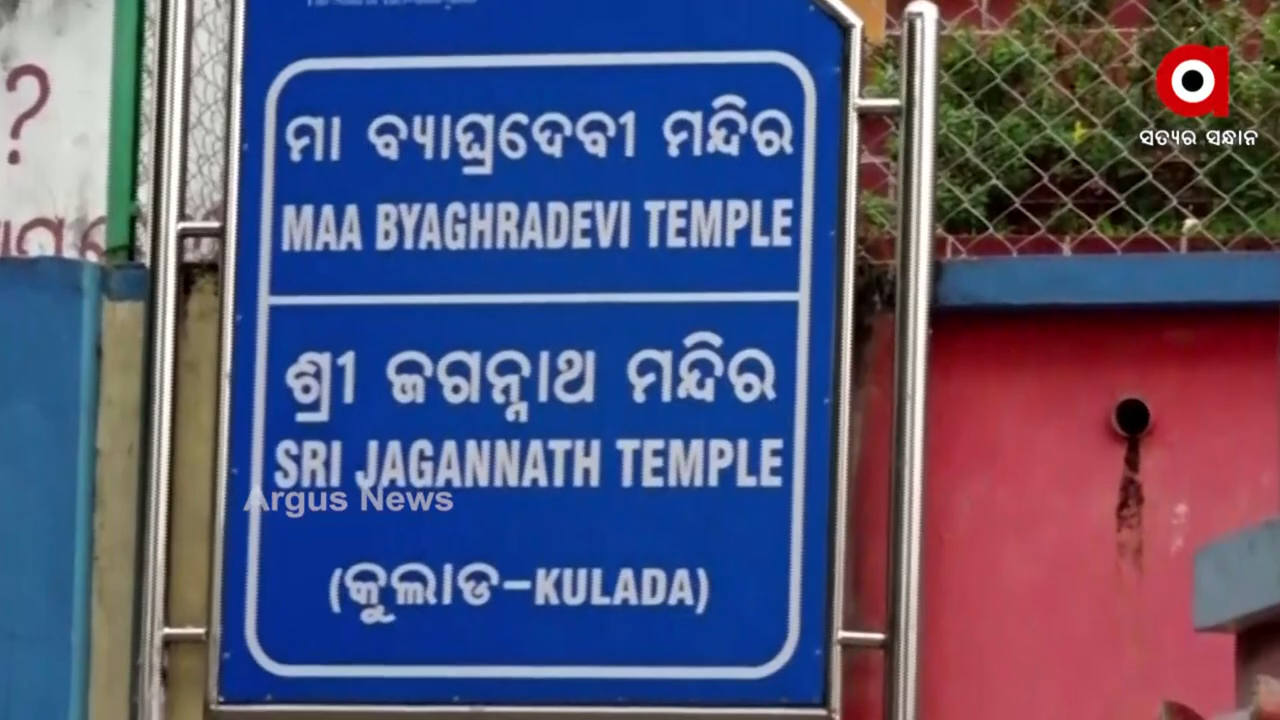 ?
ମା ବ୍ୟାଘ୍ରଦେବୀ ମନ୍ଦିର
MAA BYAGHRADEVI TEMPLE
ଶ୍ରୀ ଜଗନ୍ନାଥ ମନ୍ଦିର
SRI JAGANNATH TEMPLE
Argus News
(କୁଲାଡ-KULADA)
ସତ୍ୟର ସନ୍ଧାନ